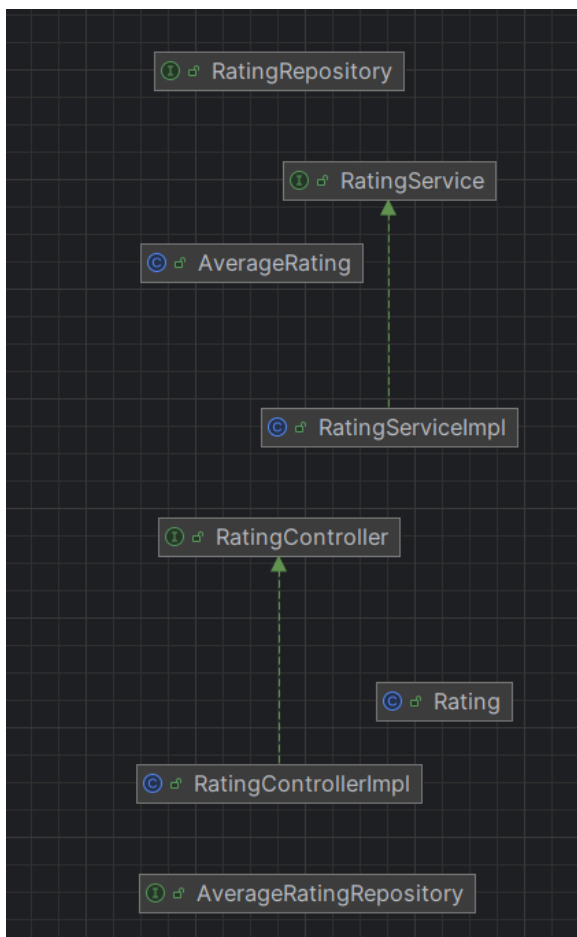 I RatingRepository
I RatingService
C AverageRating
C RatingServiceImpl
I RatingController
C Rating
C RatingControllerImpl
I AverageRatingRepository